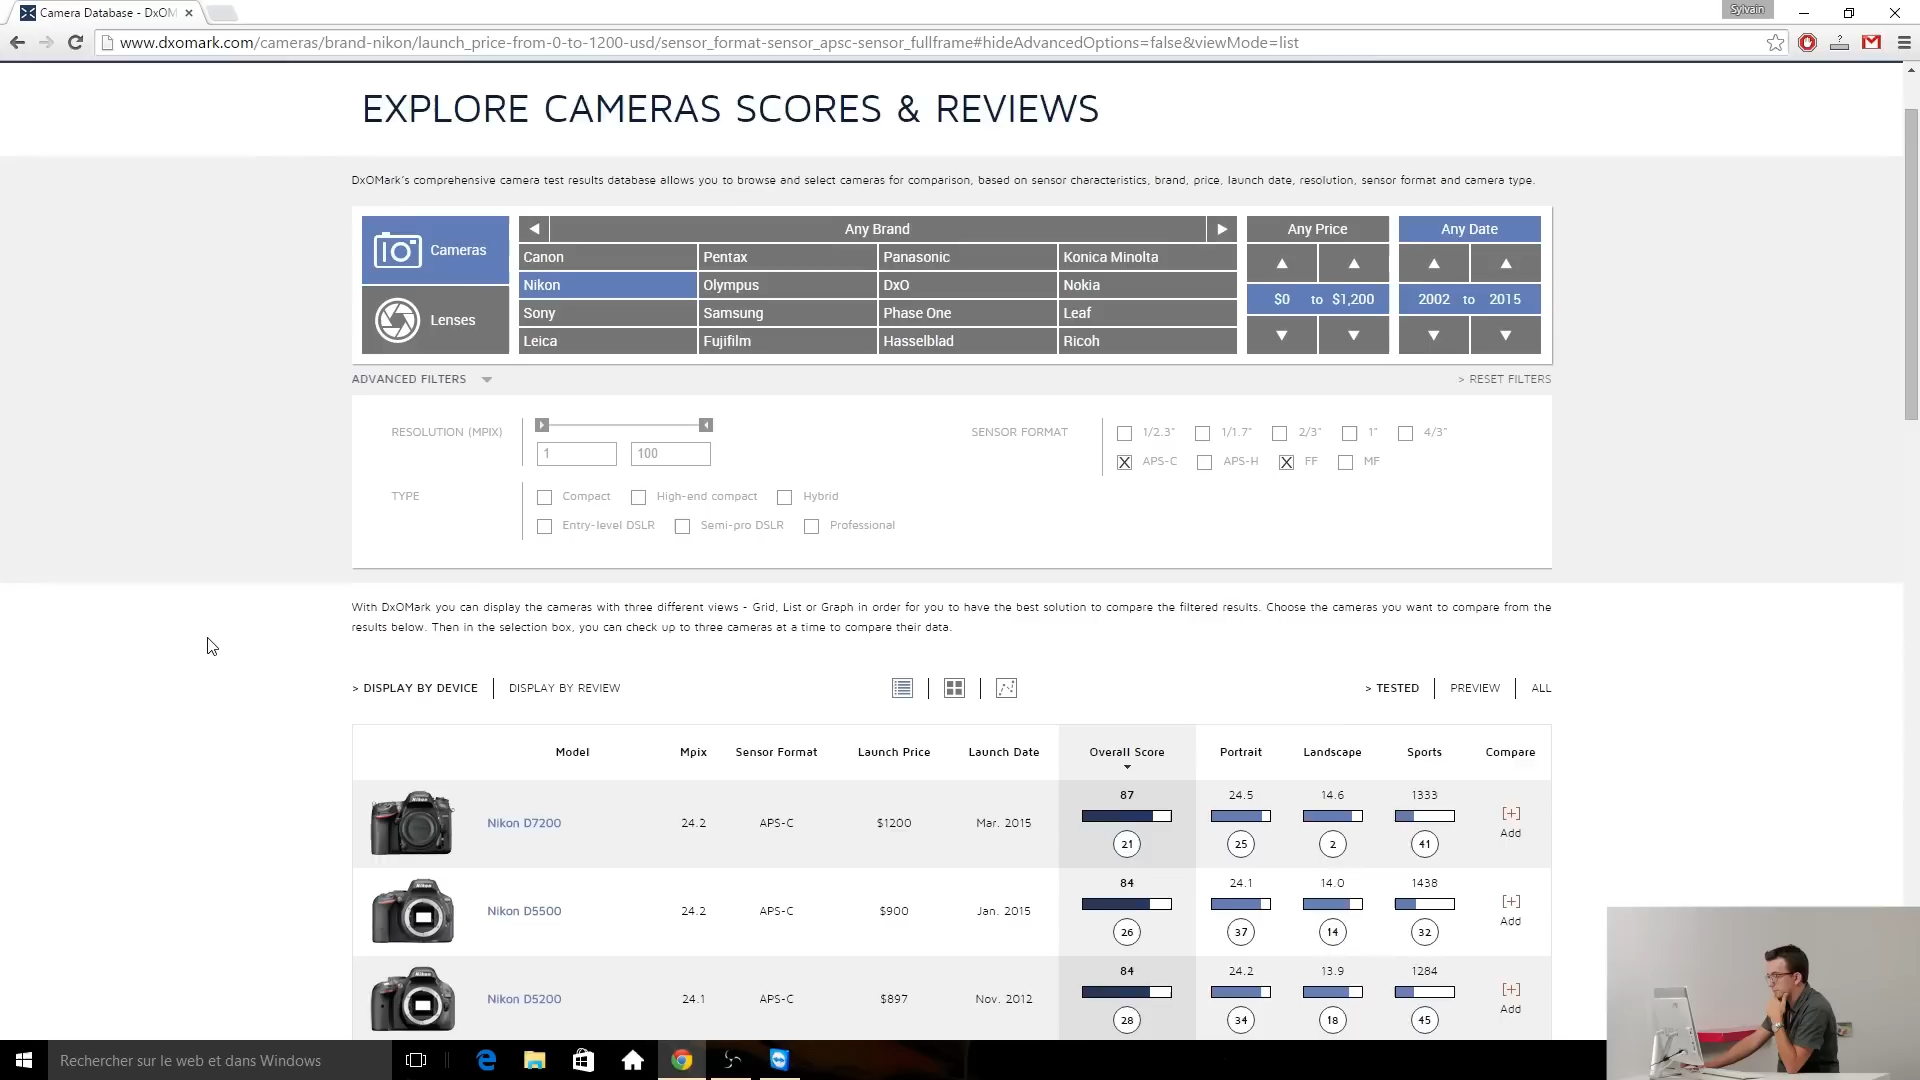 Camera Database - DxOM
Sylvain
www.dxomark.com/cameras/brand-nikon/launch_price-from-0-to-1200-usd/sensor_format-sensor_apsc-sensor_fullframe#hideAdvancedOptions=false&viewMode=list
EXPLORE CAMERAS SCORES & REVIEWS
DxOMark's comprehensive camera test results database allows you to browse and select cameras for comparison, based on sensor characteristics, brand, price, launch date, resolution, sensor format and camera type.
Cameras
Lenses
Any Brand
Canon Pentax Panasonic Konica Minolta
Nikon Olympus DxO Nokia
Sony Samsung Phase One Leaf
Leica Fujifilm Hasselblad Ricoh
Any Price
$0 to $1,200
Any Date
2002 to 2015
ADVANCED FILTERS
> RESET FILTERS
RESOLUTION (MPIX)
1 100
SENSOR FORMAT
1/2.3" 1/1.7" 2/3" 1" 4/3"
APS-C APS-H FF MF
TYPE
Compact High-end compact Hybrid
Entry-level DSLR Semi-pro DSLR Professional
With DxOMark you can display the cameras with three different views - Grid, List or Graph in order for you to have the best solution to compare the filtered results. Choose the cameras you want to compare from the
results below. Then in the selection box, you can check up to three cameras at a time to compare their data.
> DISPLAY BY DEVICE DISPLAY BY REVIEW
> TESTED PREVIEW ALL
Model Mpix Sensor Format Launch Price Launch Date Overall Score Portrait Landscape Sports Compare
87 24.5 14.6 1333
Nikon D7200 24.2 APS-C $1200 Mar. 2015 [+]
Add
21 25 2 41
84 24.1 14.0 1438
Nikon D5500 24.2 APS-C $900 Jan. 2015 [+]
Add
26 37 14 32
84 24.2 13.9 1284
Nikon D5200 24.1 APS-C $897 Nov. 2012 [+]
Add
28 34 18 45
Rechercher sur le web et dans Windows